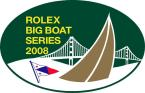 ROLEX
BIG BOAT
SERIES
2008